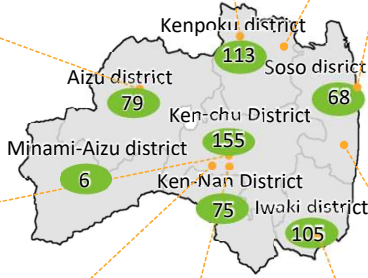 Kenpoku district
113
Soso disrict
68
Aizu district
79
Ken-chu District
155
Minami-Aizu district
6
Ken-Nan District
75
Iwaki district
105